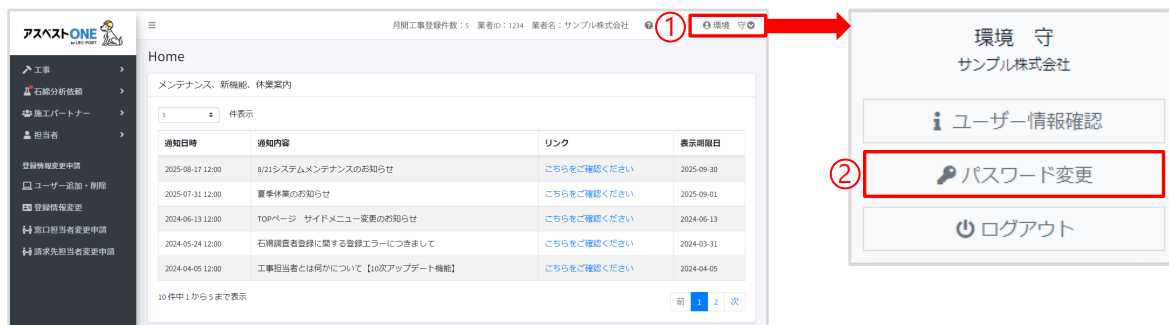 アスベストONE
by LIXI-PORT
月間工事登録件数：5 業者ID：1234 業者名：サンプル株式会社
①
環境 守
工事
石綿分析依頼
施工パートナー
担当者
登録情報変更申請
ユーザー追加・削除
登録情報変更
窓口担当者変更申請
請求先担当者変更申請
Home
メンテナンス、新機能、休業案内
5 件表示
通知日時 通知内容 リンク 表示期限日
2025-08-17 12:00 8/21システムメンテナンスのお知らせ こちらをご確認ください 2025-09-30
2025-07-31 12:00 夏季休業のお知らせ こちらをご確認ください 2025-09-01
2024-06-13 12:00 TOPページ サイドメニュー変更のお知らせ こちらをご確認ください 2024-06-13
2024-05-24 12:00 石綿調査者登録に関する登録エラーにつきまして こちらをご確認ください 2024-03-31
2024-04-05 12:00 工事担当者とは何かについて【10次アップデート機能】 こちらをご確認ください 2024-04-05
10 件中 1 から 5 まで表示
前 1 2 次
環境 守
サンプル株式会社
ユーザー情報確認
②
パスワード変更
ログアウト